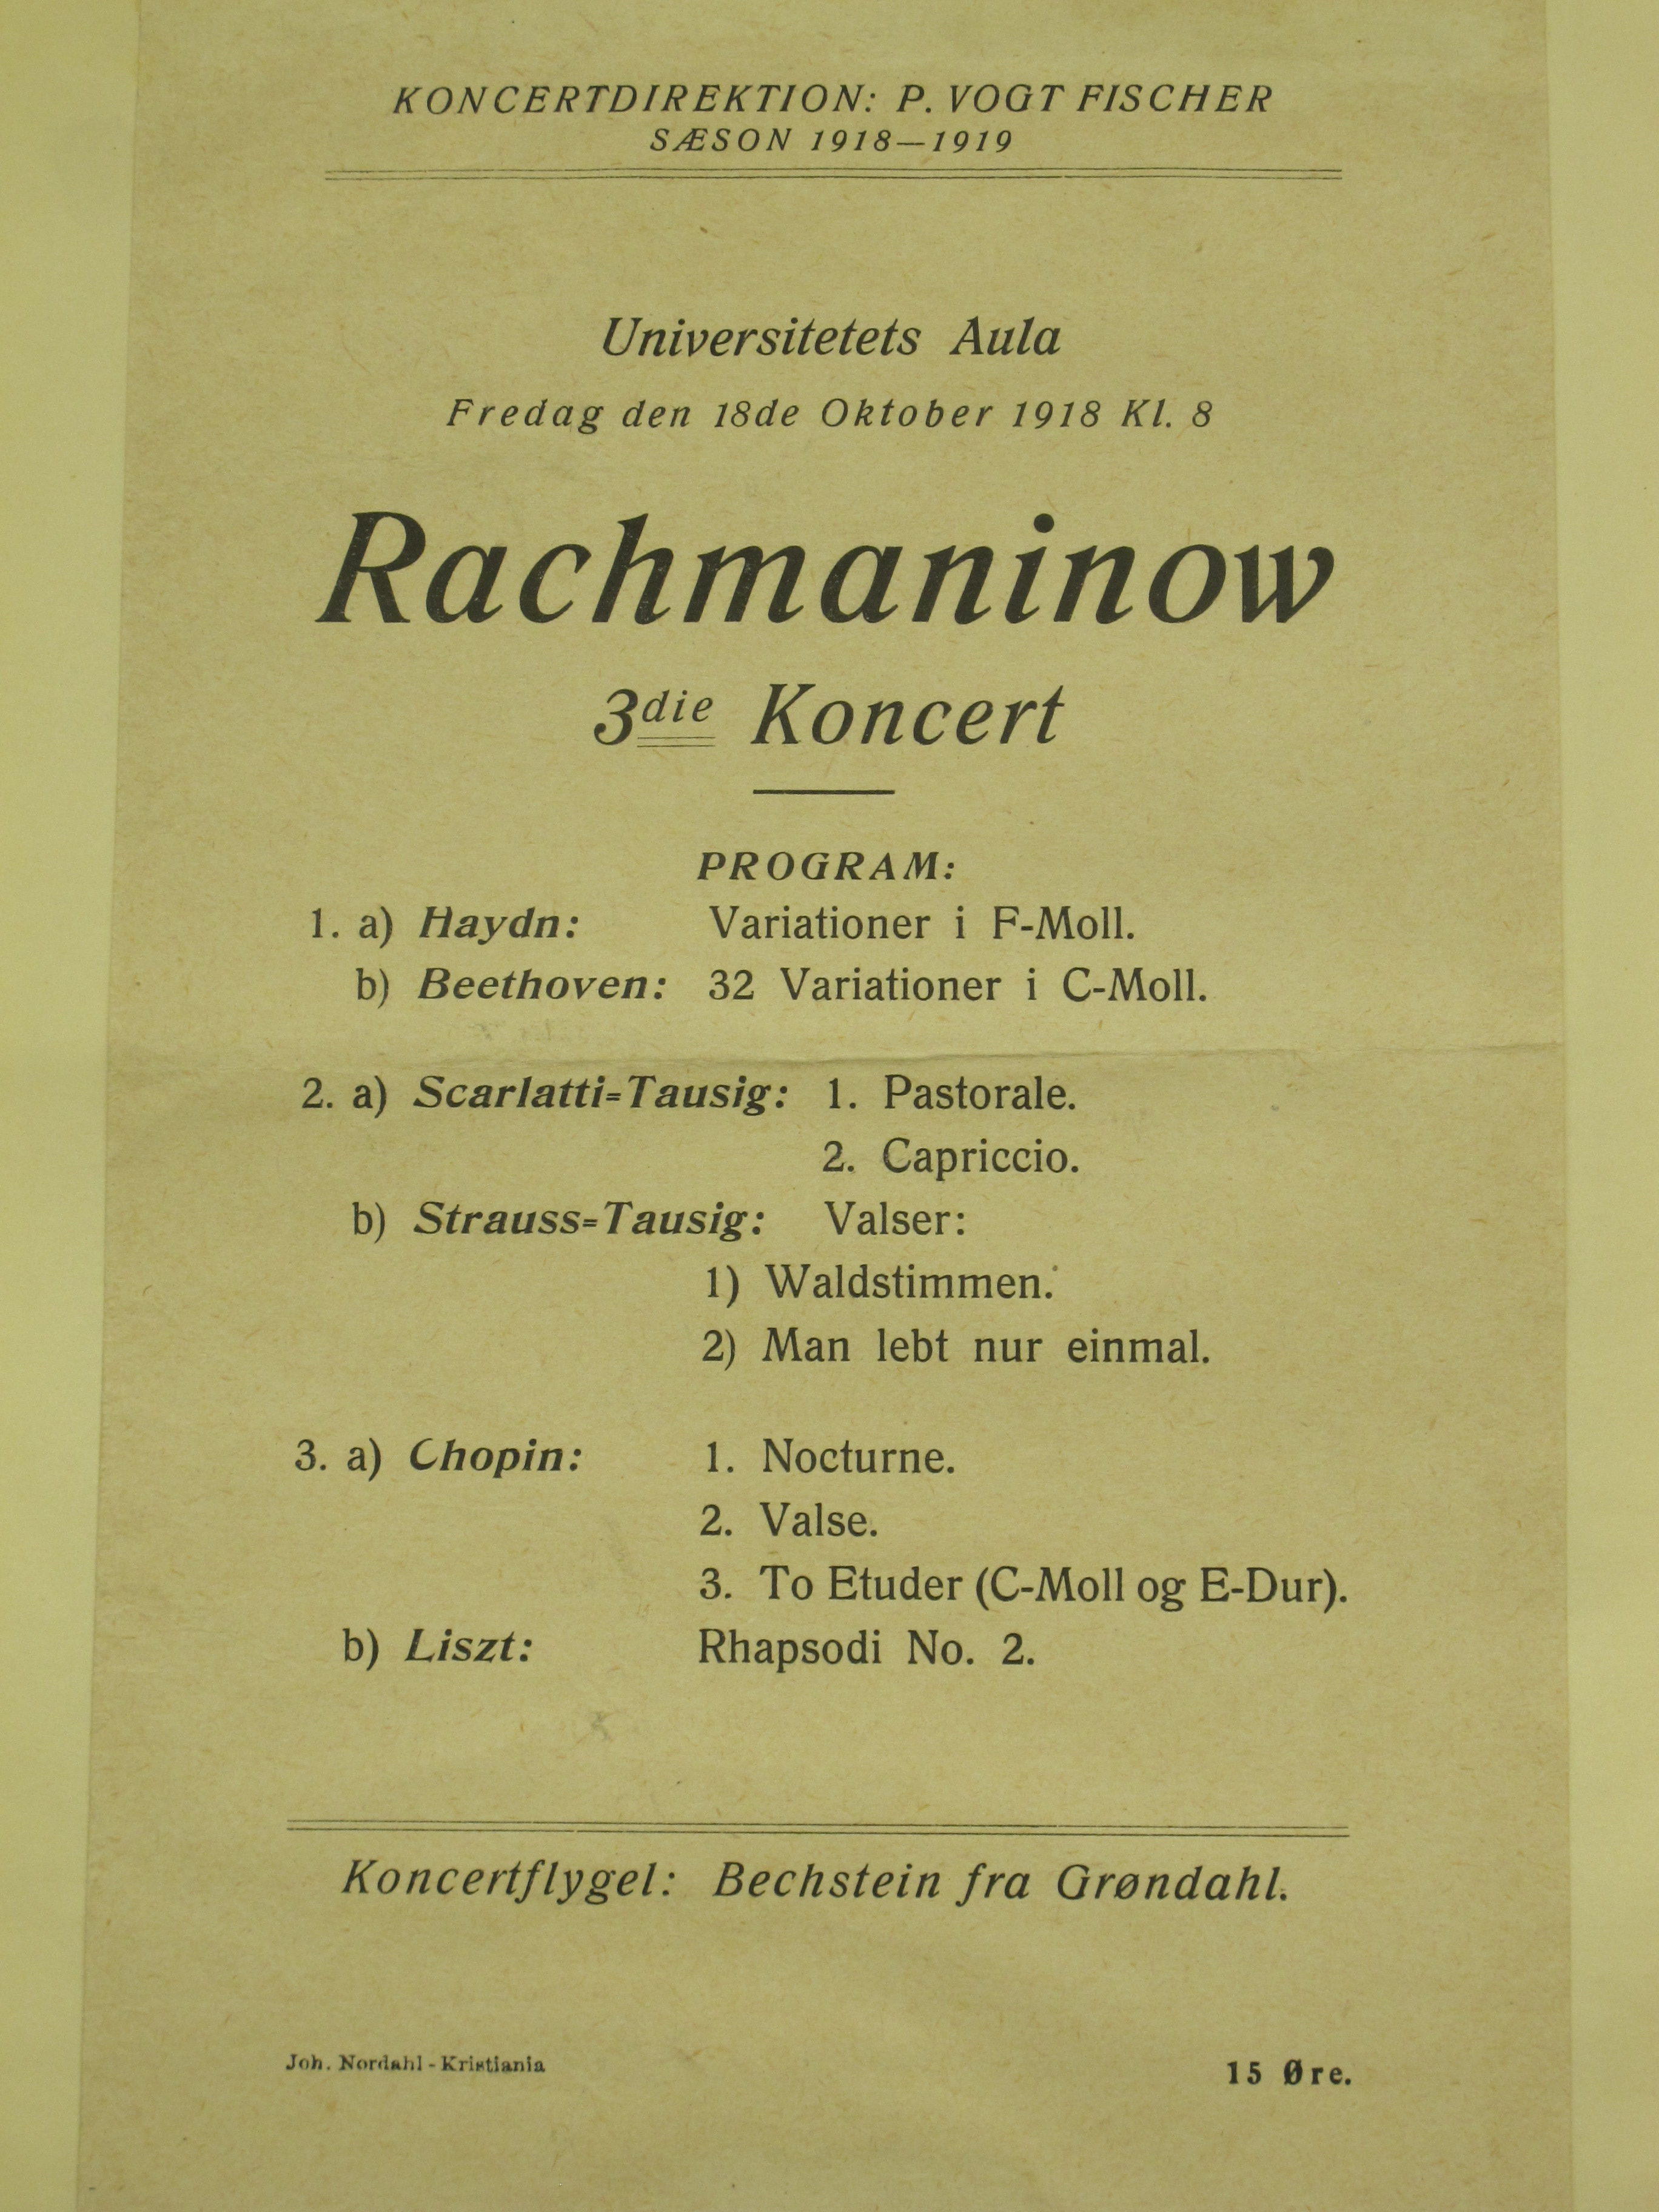 KONCERTDIREKTION: P. VOGT FISCHER
SÆSON 1918—1919
Universitetets Aula
Fredag den 18de Oktober 1918 Kl. 8
Rachmaninow
3die Koncert
PROGRAM:
1. a) Haydn: Variationer i F-Moll.
b) Beethoven: 32 Variationer i C-Moll.
2. a) Scarlatti=Tausig: 1. Pastorale.
2. Capriccio.
b) Strauss=Tausig: Valser:
1) Waldstimmen.
2) Man lebt nur einmal.
3. a) Chopin: 1. Nocturne.
2. Valse.
3. To Etuder (C-Moll og E-Dur).
b) Liszt: Rhapsodi No. 2.
Koncertflygel: Bechstein fra Grøndahl.
Joh. Nordahl - Kristiania
15 Øre.